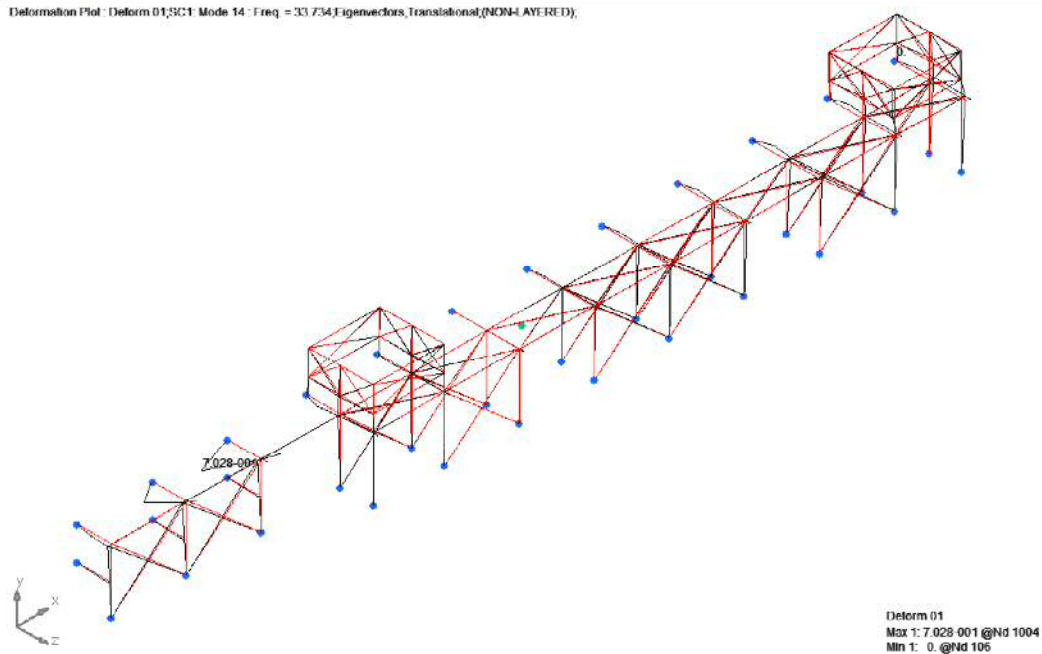 Deformation Plot : Deform 01;SC1: Mode 14 : Freq. = 33.734;Eigenvectors,Translational;(NON-LAYERED);
0.
7.028-001
y
x
z
Deform 01
Max 1: 7.028-001 @Nd 1004
Min 1: 0. @Nd 106